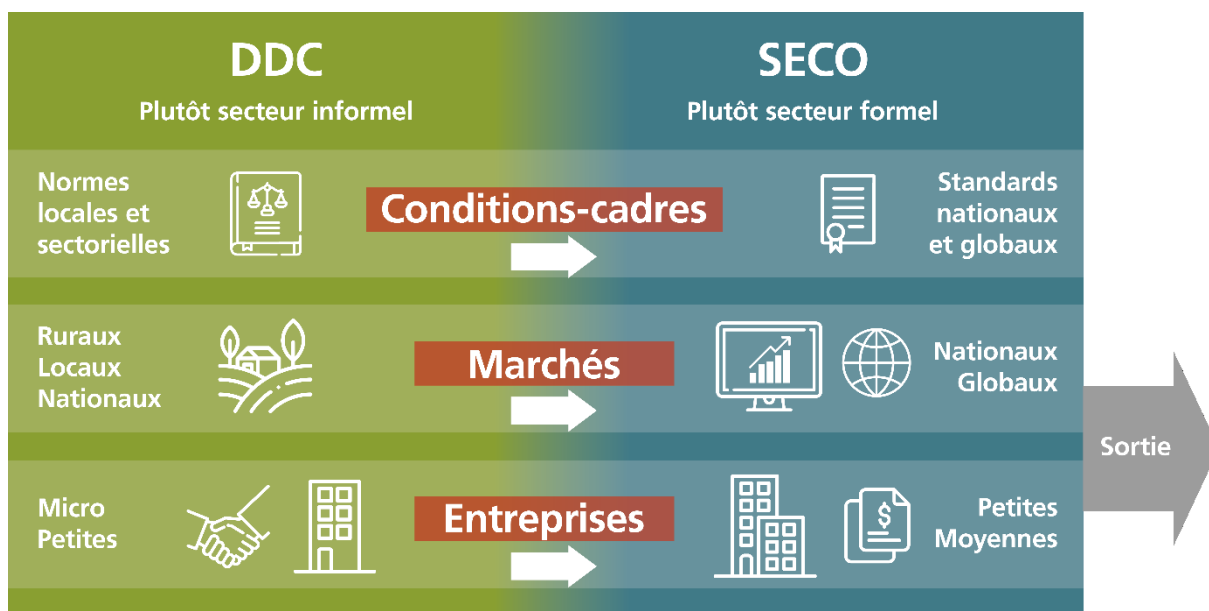 DDC
Plutôt secteur informel
SECO
Plutôt secteur formel
Normes
locales et
sectorielles
Conditions-cadres
Standards
nationaux
et globaux
Ruraux
Locaux
Nationaux
Marchés
Nationaux
Globaux
Micro
Petites
Entreprises
$
Petites
Moyennes
Sortie